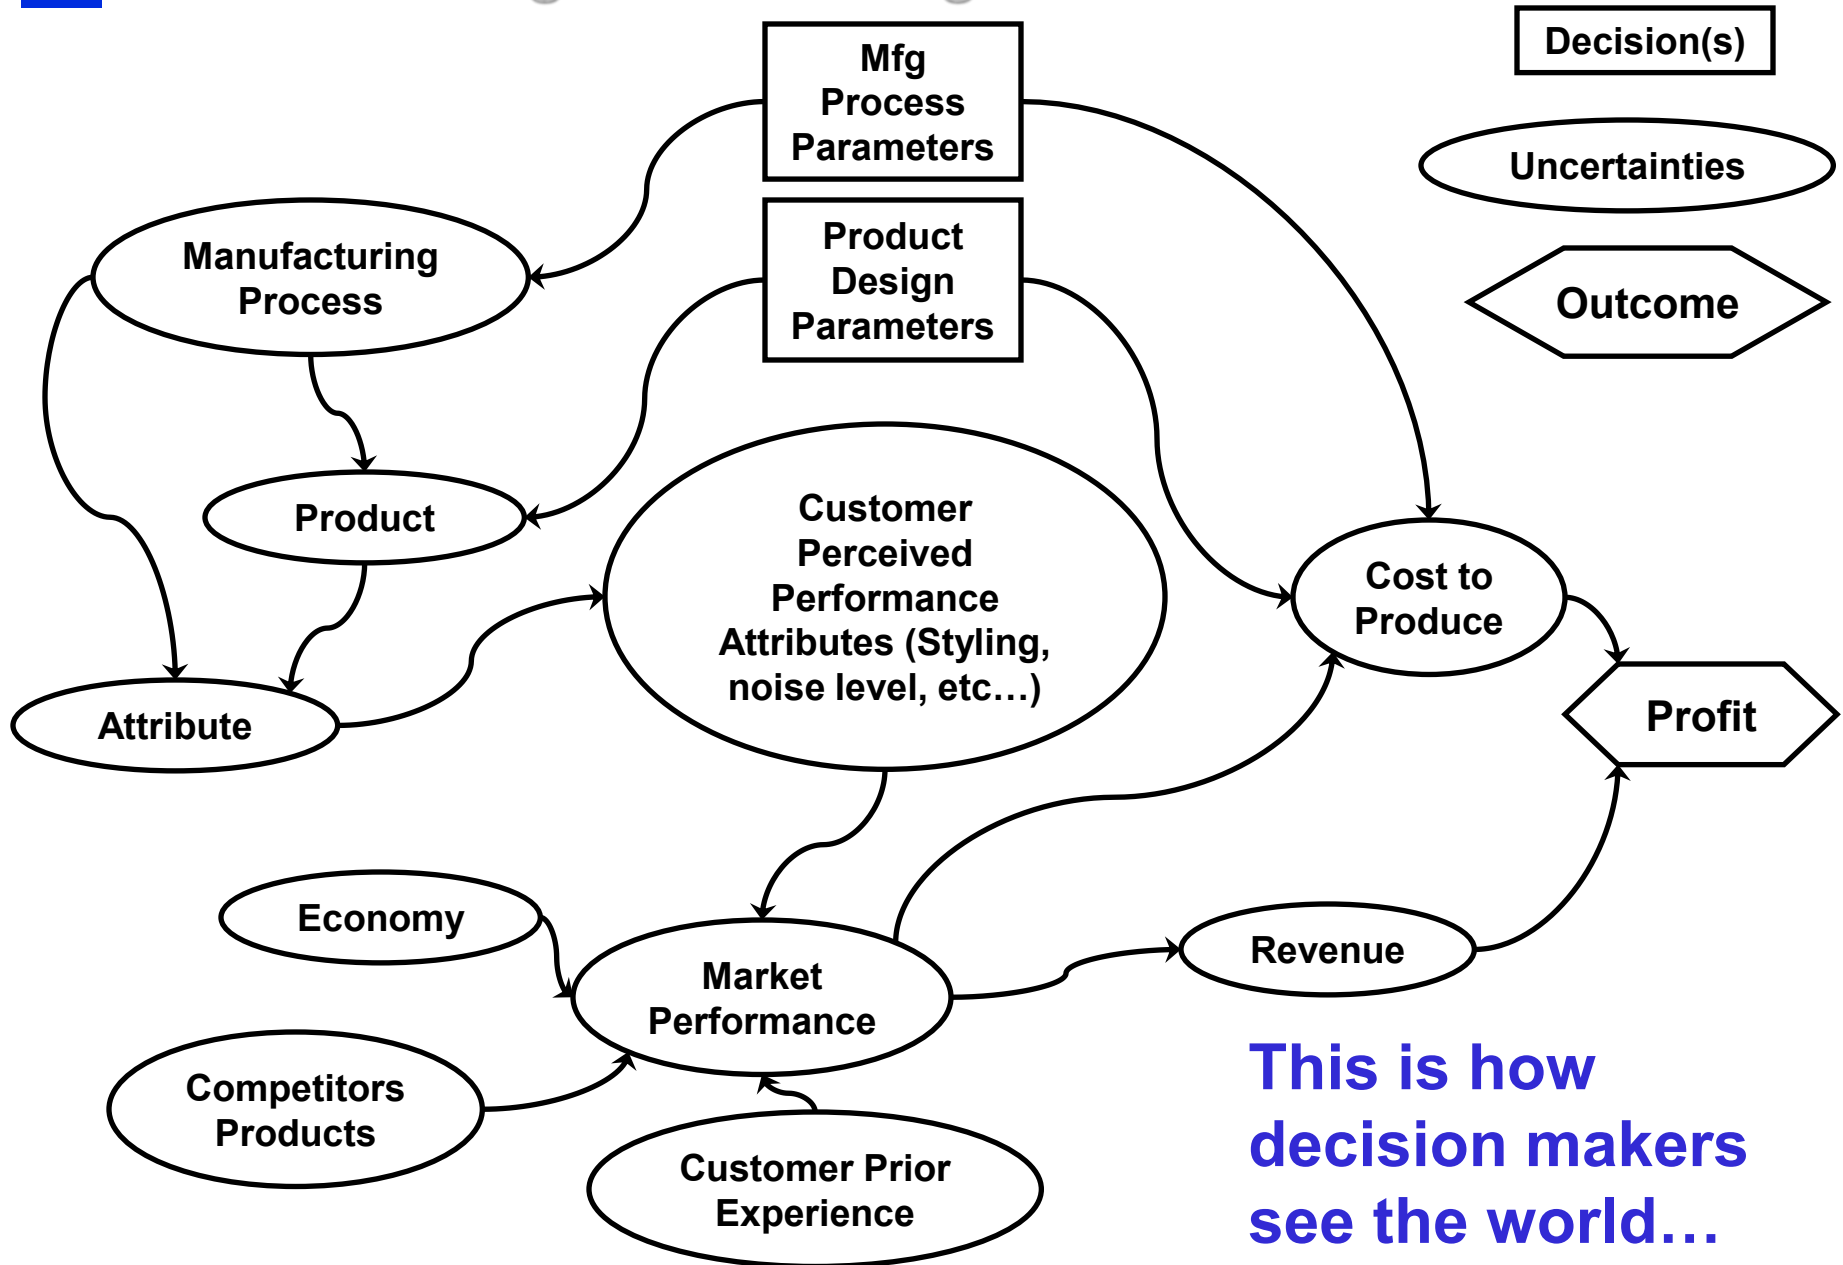 Mfg
Process
Parameters
Decision(s)
Uncertainties
Outcome
Product
Design
Parameters
Manufacturing
Process
Product
Customer
Perceived
Performance
Attributes (Styling,
noise level, etc…)
Cost to
Produce
Attribute
Profit
Economy
Market
Performance
Revenue
Competitors
Products
Customer Prior
Experience
This is how
decision makers
see the world…